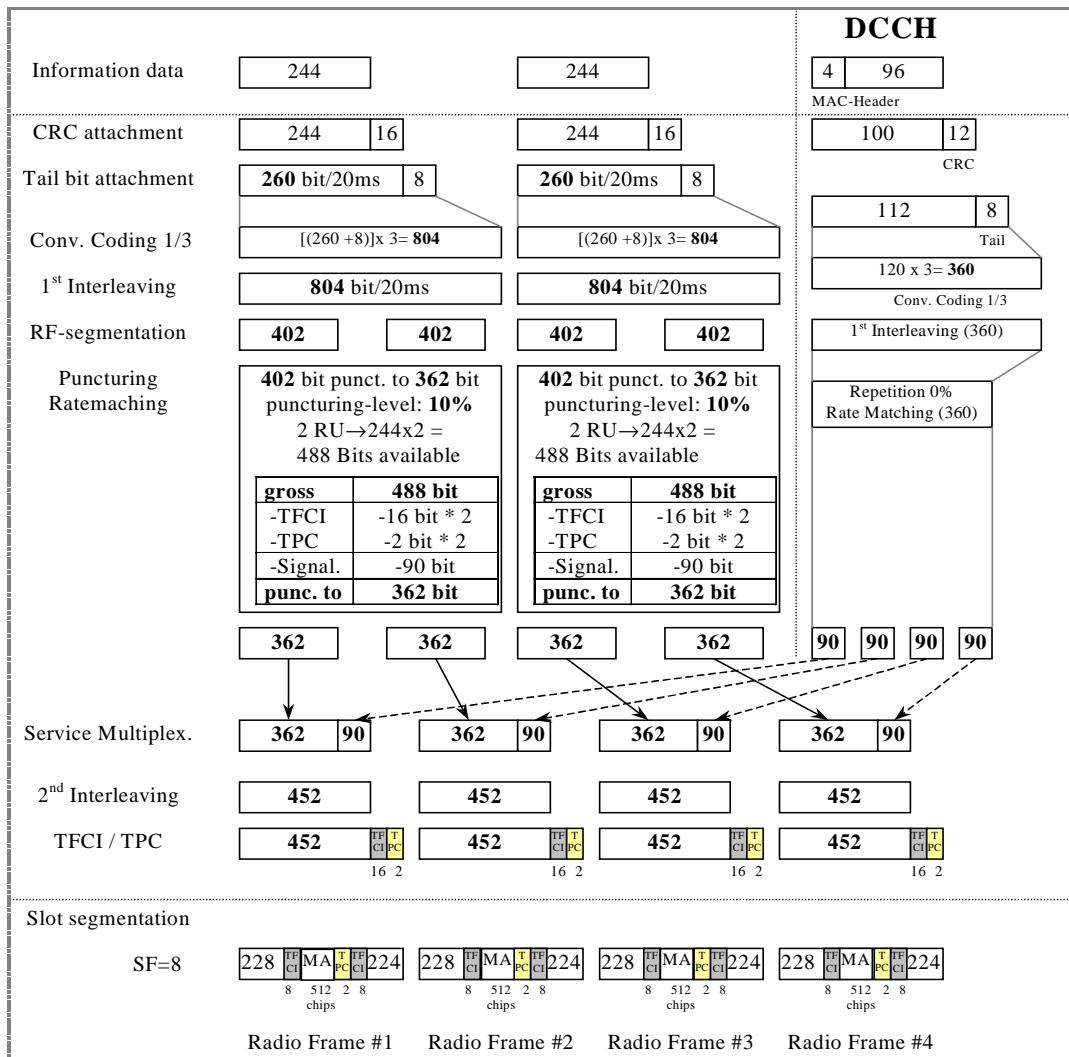 DCCH
Information data 244 244 4 96
MAC-Header
CRC attachment 244 16 244 16 100 12
CRC
Tail bit attachment 260 bit/20ms 8 260 bit/20ms 8
112 8
Tail
Conv. Coding 1/3 [(260 +8)]x 3= 804 [(260 +8)]x 3= 804
120 x 3= 360
Conv. Coding 1/3
1st Interleaving 804 bit/20ms 804 bit/20ms
RF-segmentation 402 402 402 402 1st Interleaving (360)
Puncturing
Ratemaching
402 bit punct. to 362 bit
puncturing-level: 10%
2 RU→244x2 =
488 Bits available
gross 488 bit
-TFCI -16 bit * 2
-TPC -2 bit * 2
-Signal. -90 bit
punc. to 362 bit
402 bit punct. to 362 bit
puncturing-level: 10%
2 RU→244x2 =
488 Bits available
gross 488 bit
-TFCI -16 bit * 2
-TPC -2 bit * 2
-Signal. -90 bit
punc. to 362 bit
Repetition 0%
Rate Matching (360)
362 362 362 362 90 90 90 90
Service Multiplex. 362 90 362 90 362 90 362 90
2nd Interleaving 452 452 452 452
TFCI / TPC 452 TF CI T PC 452 TF CI T PC 452 TF CI T PC 452 TF CI T PC
16 2 16 2 16 2 16 2
Slot segmentation
SF=8 228 TF CI MA T PC TF CI 224 228 TF CI MA T PC TF CI 224 228 TF CI MA T PC TF CI 224 228 TF CI MA T PC TF CI 224
8 512 2 8 8 512 2 8 8 512 2 8 8 512 2 8
chips chips chips chips
Radio Frame #1 Radio Frame #2 Radio Frame #3 Radio Frame #4